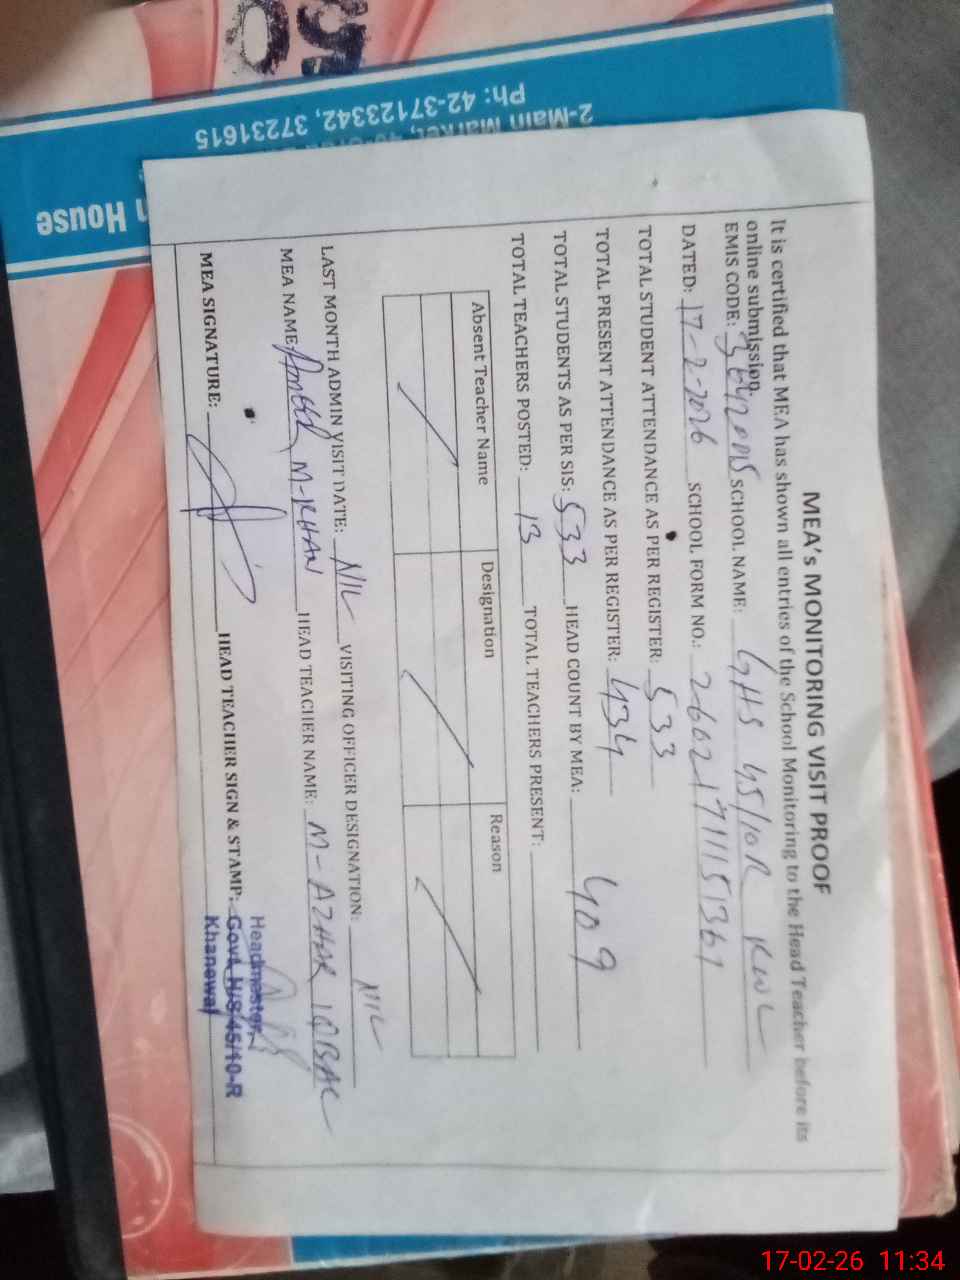 MEA's MONITORING VISIT PROOF
It is certified that MEA has shown all entries of the School Monitoring to the Head Teacher before its
online submission.
EMIS CODE: SCHOOL NAME: GHS 45/10R KWL
DATED: 17-2-2026 SCHOOL FORM NO.:
TOTAL STUDENT ATTENDANCE AS PER REGISTER: 533
TOTAL PRESENT ATTENDANCE AS PER REGISTER: 434
TOTAL STUDENTS AS PER SIS: 533 HEAD COUNT BY MEA: 409
TOTAL TEACHERS POSTED: 13 TOTAL TEACHERS PRESENT:
Absent Teacher Name Designation Reason
LAST MONTH ADMIN VISIT DATE: NIL VISITING OFFICER DESIGNATION: NIL
MEA NAME: M-KHAN HEAD TEACHER NAME: M-AZHAR IQBAL
MEA SIGNATURE: HEAD TEACHER SIGN & STAMP:
Headmaster
Govt. H/S 45/10-R
Khanewal
House
2-Main Market,
Ph: 42-37123342, 37231615
17-02-26 11:34